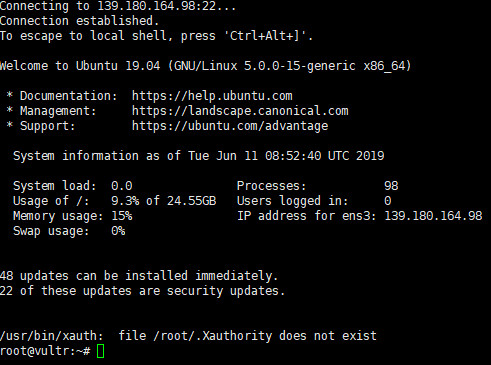 Connecting to 139.180.164.98:22...
Connection established.
To escape to local shell, press 'Ctrl+Alt+]'.
Welcome to Ubuntu 19.04 (GNU/Linux 5.0.0-15-generic x86_64)
* Documentation:  https://help.ubuntu.com
* Management:     https://landscape.canonical.com
* Support:        https://ubuntu.com/advantage
System information as of Tue Jun 11 08:52:40 UTC 2019
System load:  0.0                Processes:           98
Usage of /:   9.3% of 24.55GB   Users logged in:     0
Memory usage: 15%                IP address for ens3: 139.180.164.98
Swap usage:   0%
48 updates can be installed immediately.
22 of these updates are security updates.
/usr/bin/xauth:  file /root/.Xauthority does not exist
root@vultr:~#